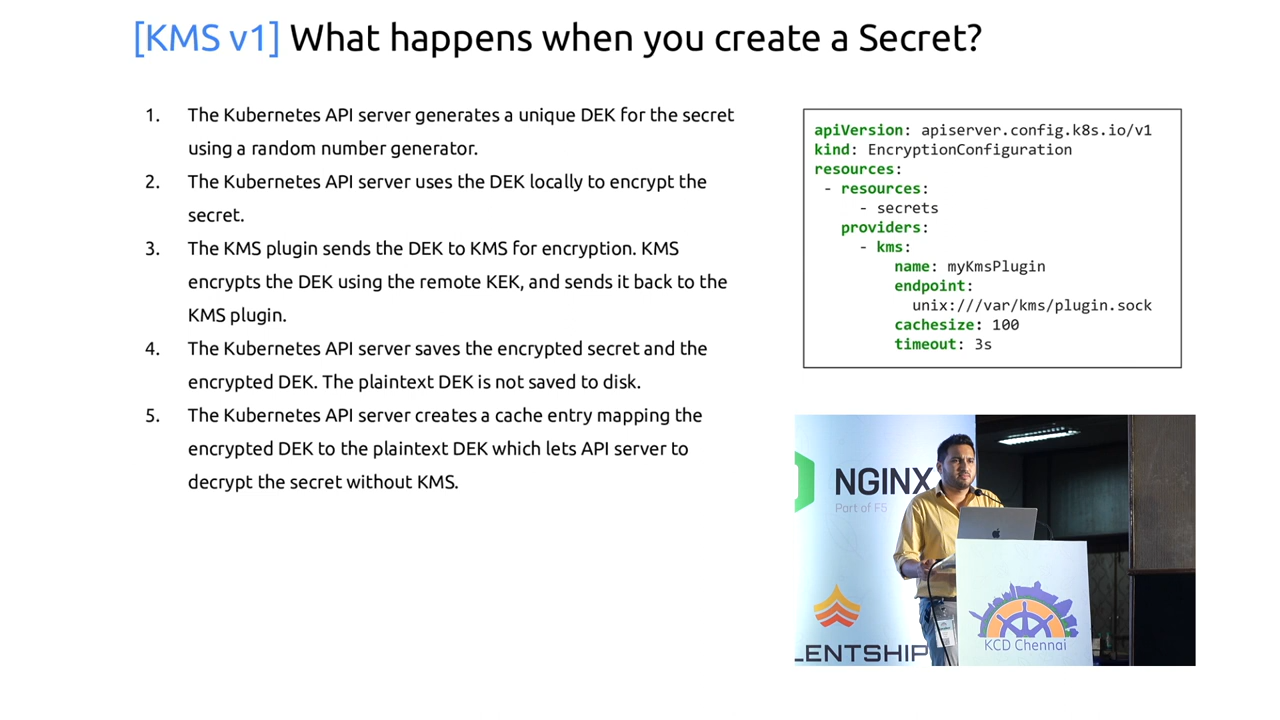 [KMS v1] What happens when you create a Secret?
1. The Kubernetes API server generates a unique DEK for the secret
using a random number generator.
2. The Kubernetes API server uses the DEK locally to encrypt the
secret.
3. The KMS plugin sends the DEK to KMS for encryption. KMS
encrypts the DEK using the remote KEK, and sends it back to the
KMS plugin.
4. The Kubernetes API server saves the encrypted secret and the
encrypted DEK. The plaintext DEK is not saved to disk.
5. The Kubernetes API server creates a cache entry mapping the
encrypted DEK to the plaintext DEK which lets API server to
decrypt the secret without KMS.
apiVersion: apiserver.config.k8s.io/v1
kind: EncryptionConfiguration
resources:
- resources:
- secrets
providers:
- kms:
name: myKmsPlugin
endpoint:
unix:///var/kms/plugin.sock
cachesize: 100
timeout: 3s
NGINX
Part of F5
LENTSHIP
KCD Chennai